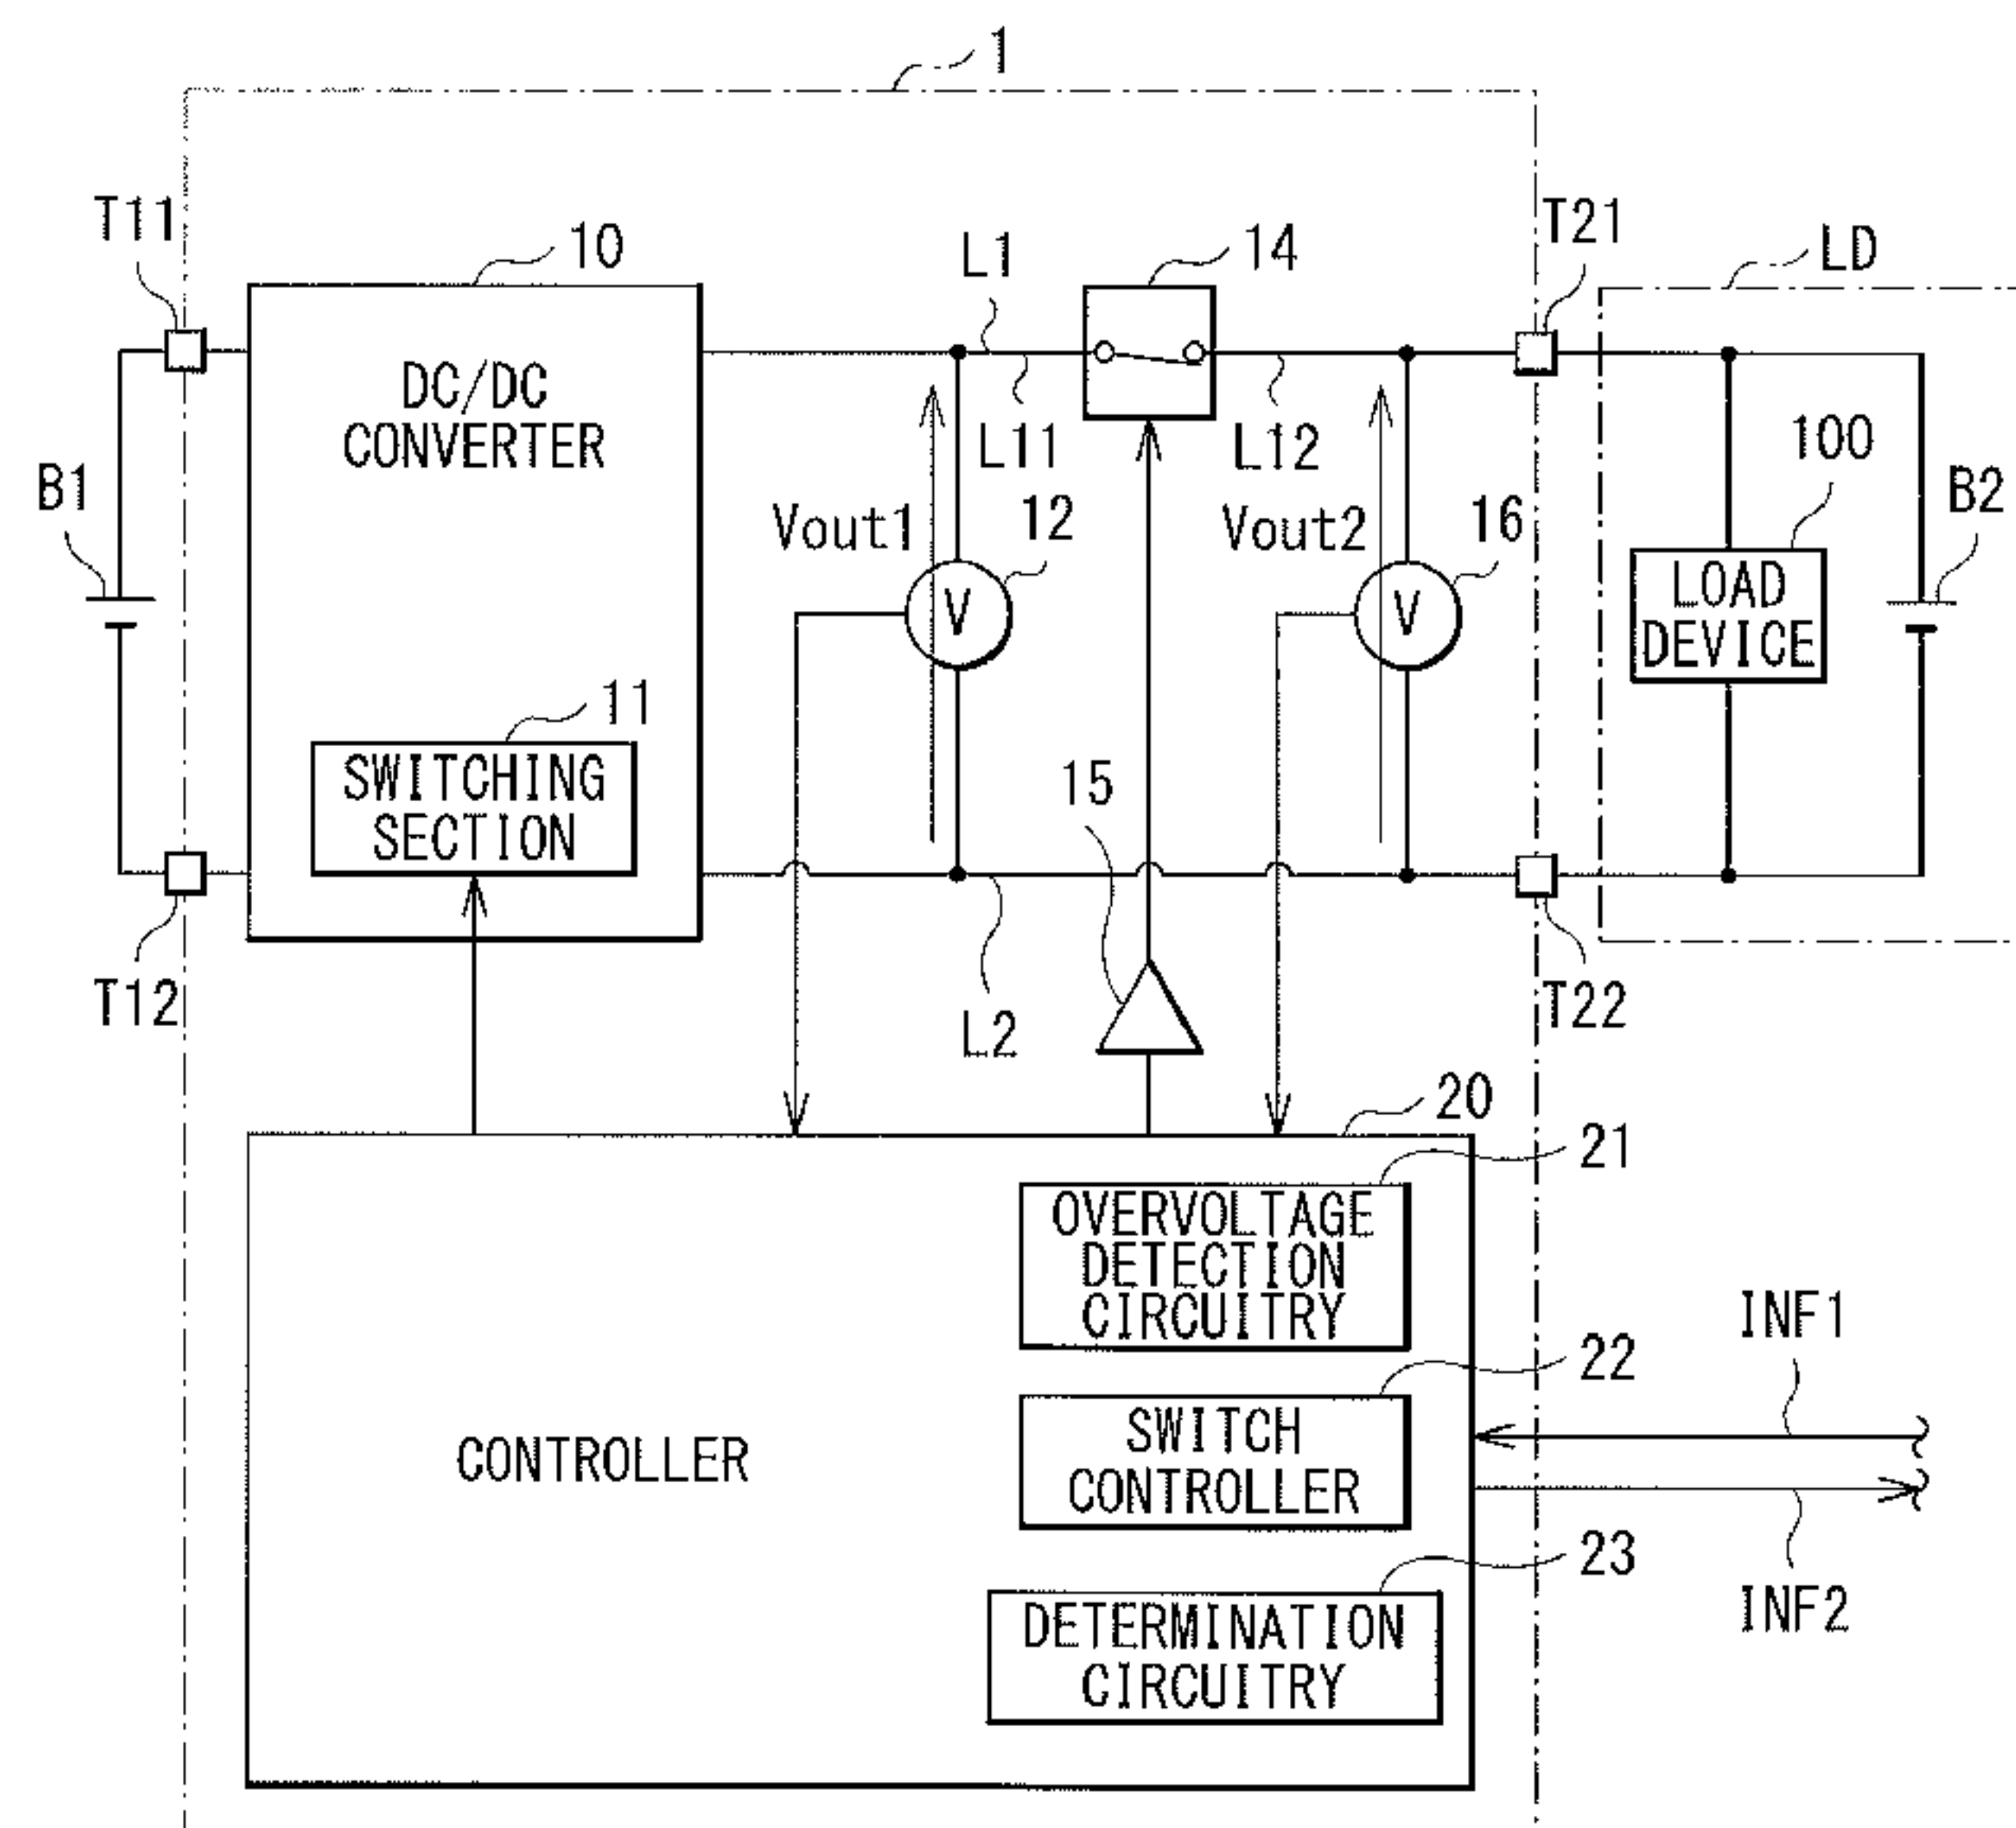 1
T11
10
L1
14
T21
LD
DC/DC
CONVERTER
B1
L11
L12
100
B2
Vout1
12
Vout2
16
LOAD
DEVICE
V
V
11
SWITCHING
SECTION
15
T12
L2
T22
20
21
OVERVOLTAGE
DETECTION
CIRCUITRY
22
INF1
CONTROLLER
SWITCH
CONTROLLER
23
INF2
DETERMINATION
CIRCUITRY